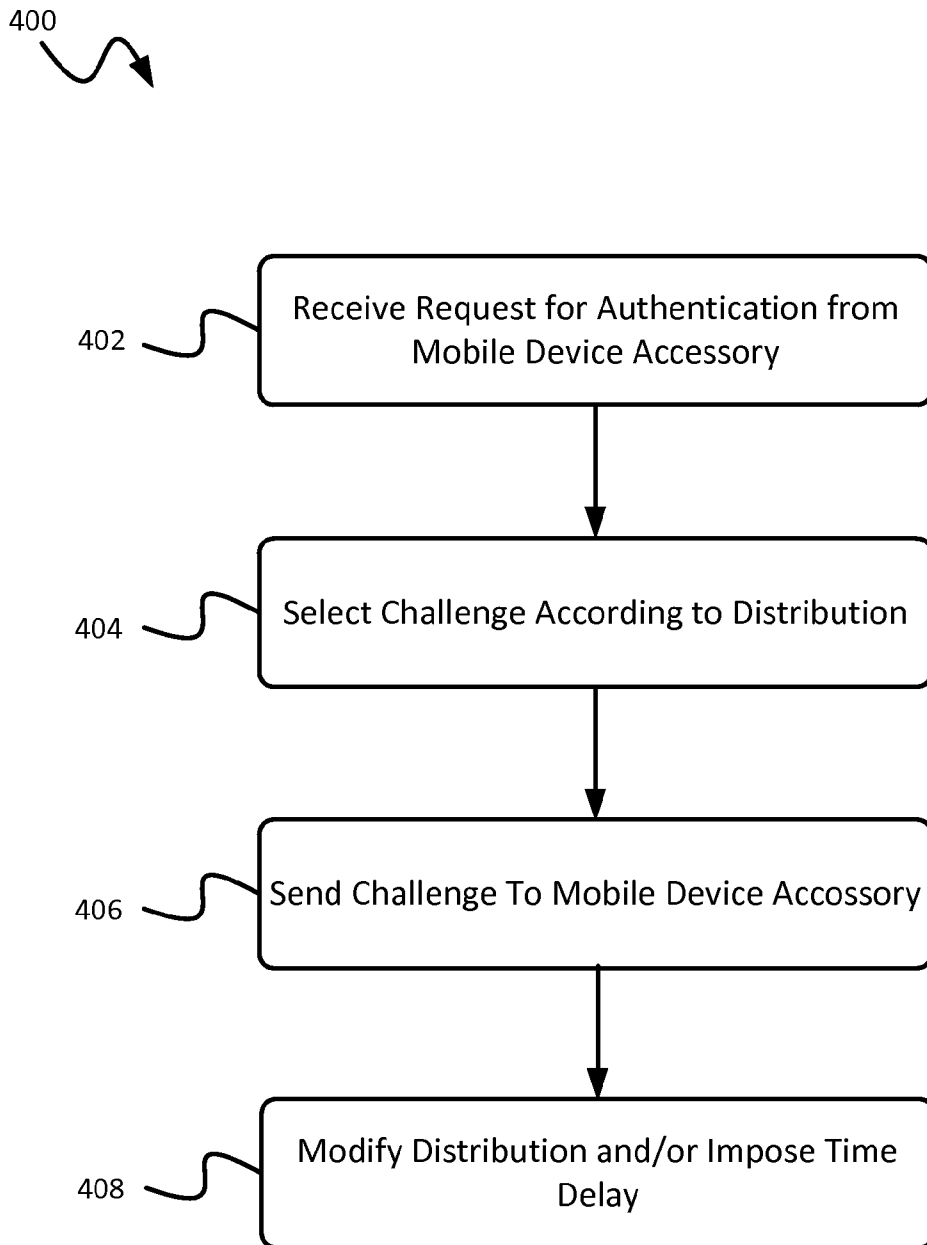 400
402
Receive Request for Authentication from
Mobile Device Accessory
404
Select Challenge According to Distribution
406
Send Challenge To Mobile Device Accossory
408
Modify Distribution and/or Impose Time
Delay